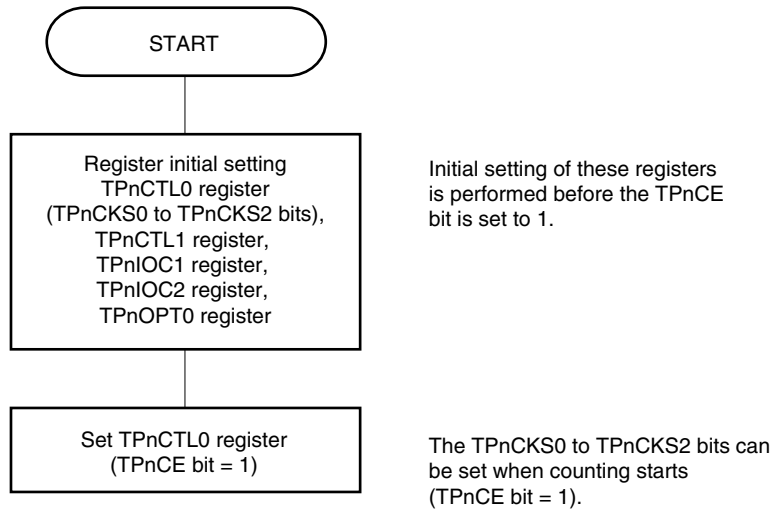 START
Register initial setting
TPnCTL0 register
(TPnCKS0 to TPnCKS2 bits),
TPnCTL1 register,
TPnIOC1 register,
TPnIOC2 register,
TPnOPT0 register
Initial setting of these registers
is performed before the TPnCE
bit is set to 1.
Set TPnCTL0 register
(TPnCE bit = 1)
The TPnCKS0 to TPnCKS2 bits can
be set when counting starts
(TPnCE bit = 1).